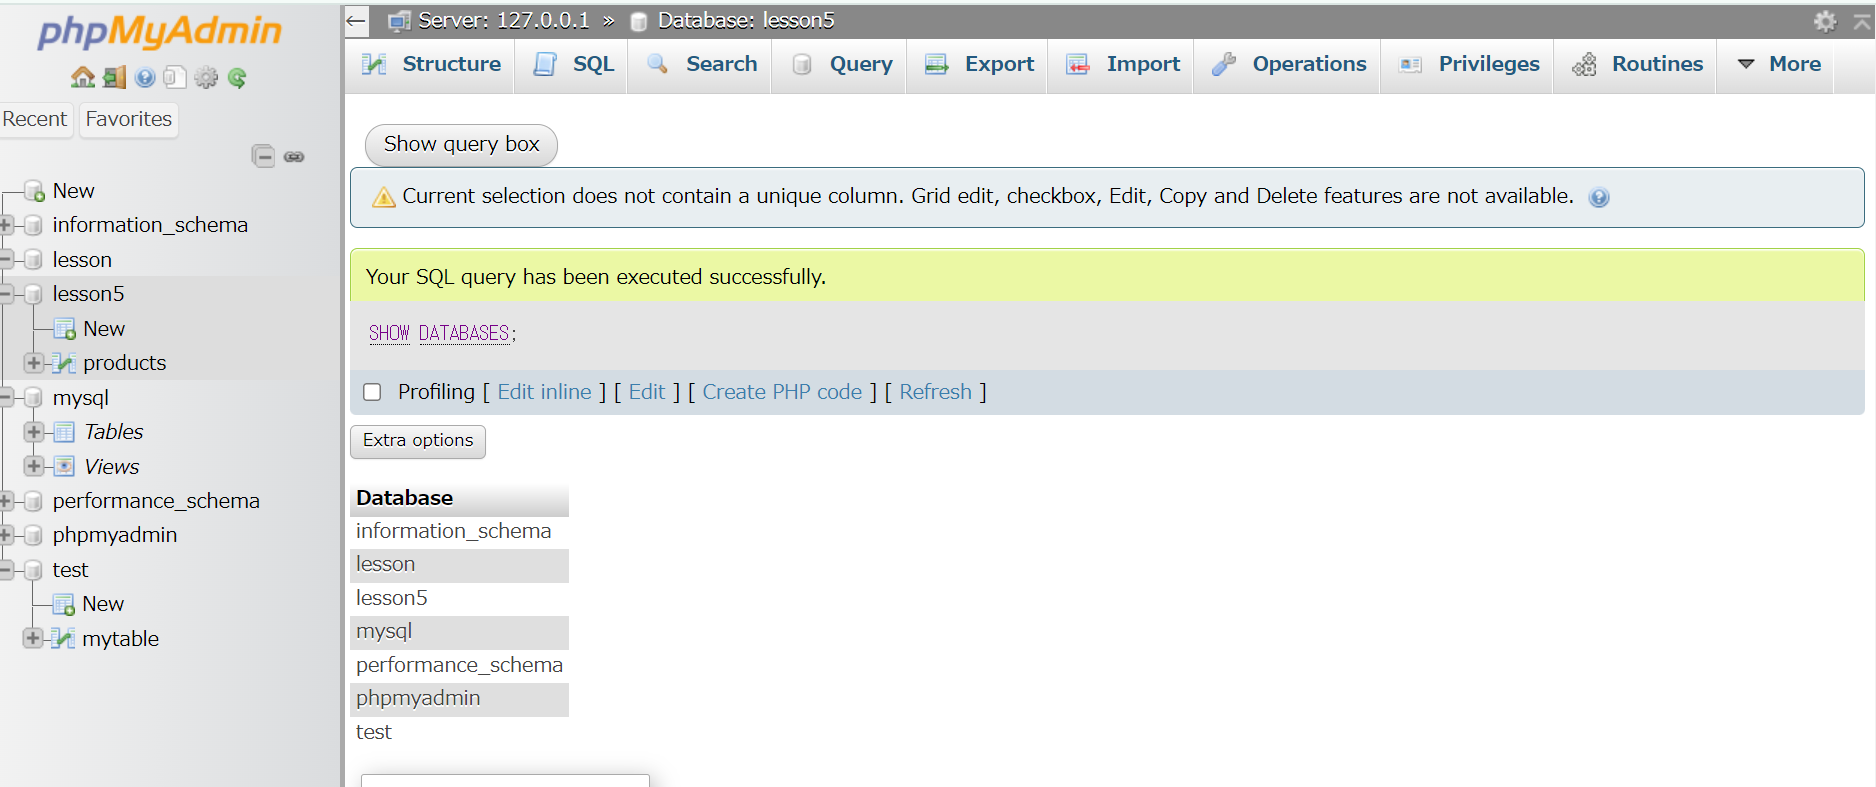 phpMyAdmin
Recent Favorites
New
information_schema
lesson
lesson5
New
products
mysql
Tables
Views
performance_schema
phpmyadmin
test
New
mytable
Server: 127.0.0.1 » Database: lesson5
Structure SQL Search Query Export Import Operations Privileges Routines More
Show query box
Current selection does not contain a unique column. Grid edit, checkbox, Edit, Copy and Delete features are not available.
Your SQL query has been executed successfully.
SHOW DATABASES;
Profiling [ Edit inline ] [ Edit ] [ Create PHP code ] [ Refresh ]
Extra options
Database
information_schema
lesson
lesson5
mysql
performance_schema
phpmyadmin
test